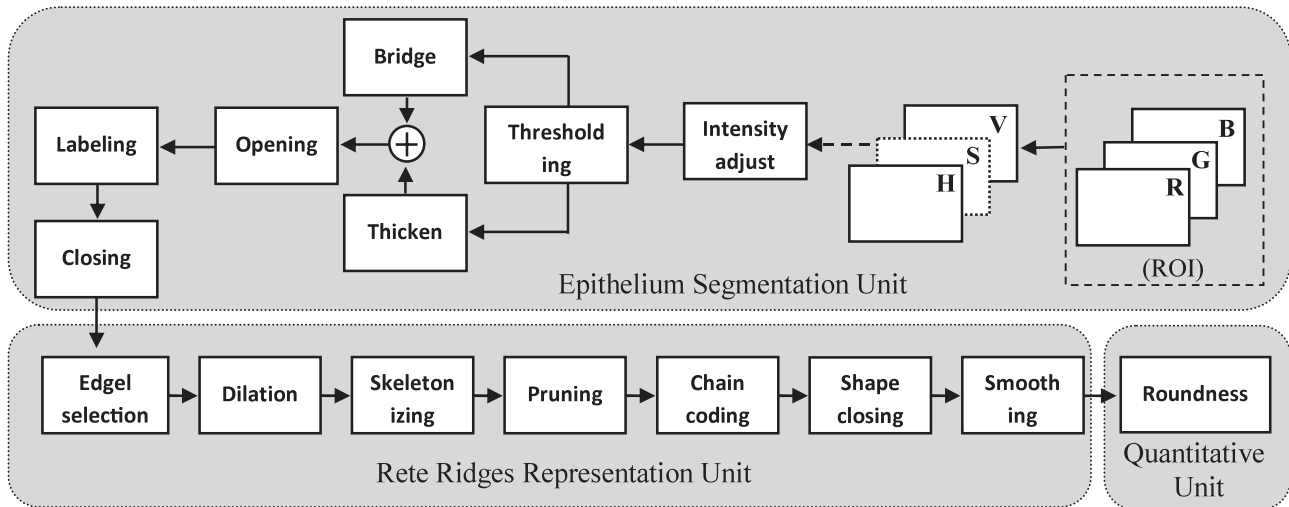 Bridge
Labeling
Opening
+
Threshold
ing
Intensity
adjust
V
S
H
B
G
R
Thicken
Closing
(ROI)
Epithelium Segmentation Unit
Edgel
selection
Dilation
Skeleton
izing
Pruning
Chain
coding
Shape
closing
Smooth
ing
Roundness
Rete Ridges Representation Unit
Quantitative
Unit